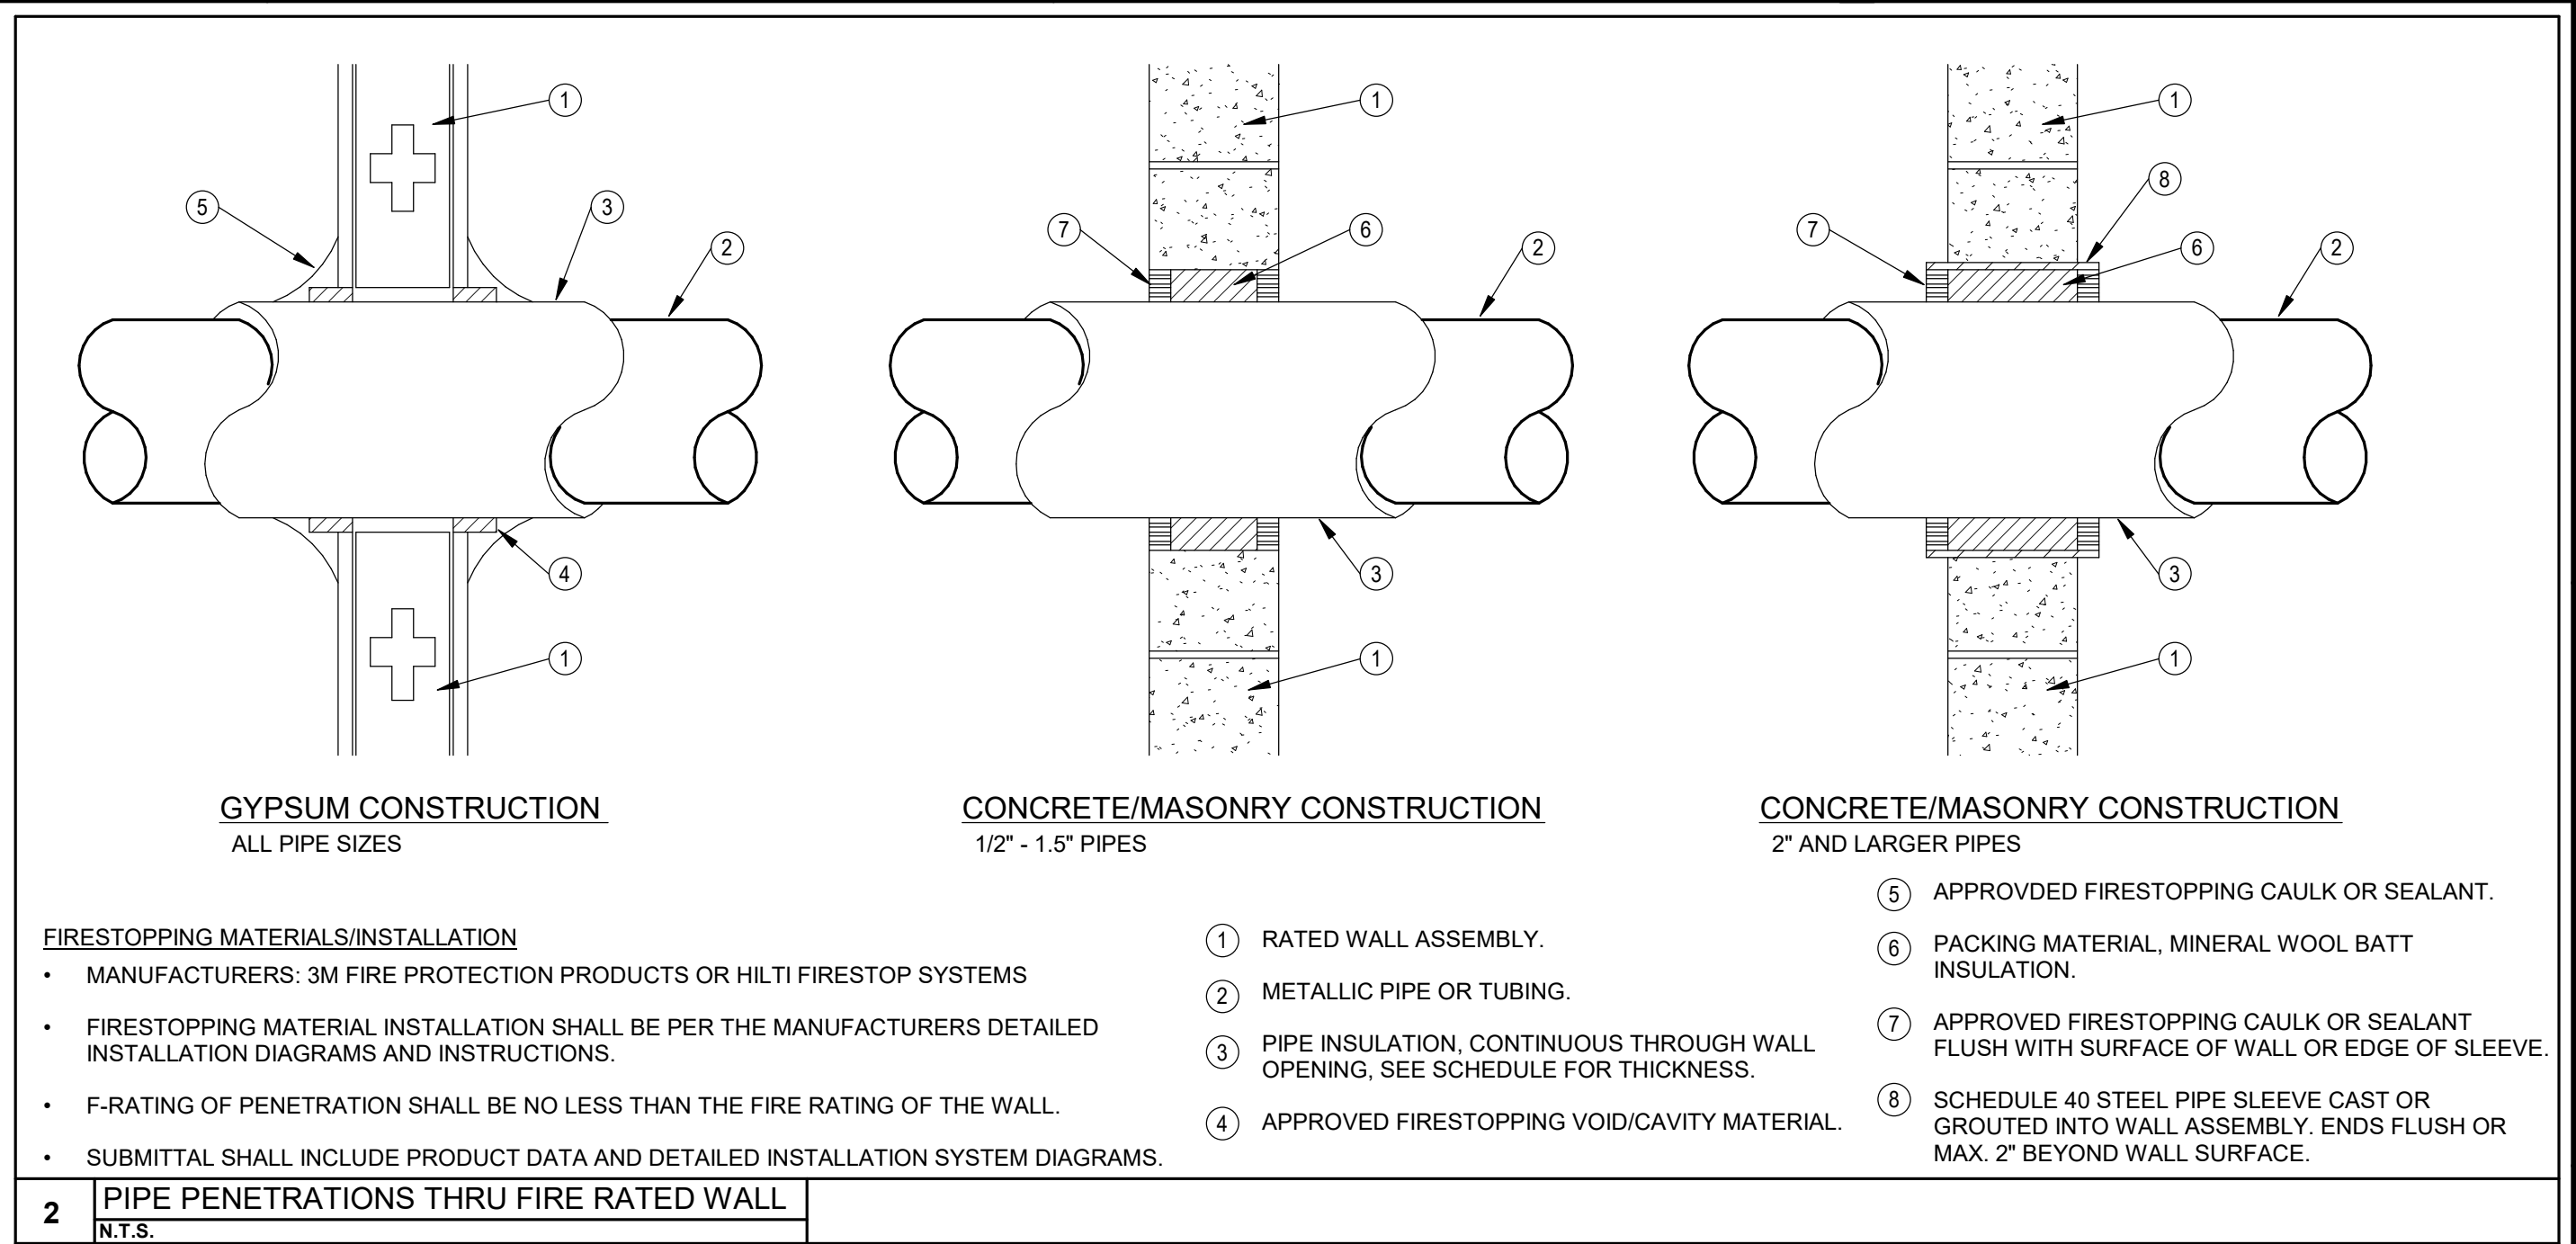 1
5
3
2
4
1
GYPSUM CONSTRUCTION
ALL PIPE SIZES
1
7
6
2
3
1
CONCRETE/MASONRY CONSTRUCTION
1/2" - 1.5" PIPES
1
8
7
6
2
3
1
CONCRETE/MASONRY CONSTRUCTION
2" AND LARGER PIPES
FIRESTOPPING MATERIALS/INSTALLATION
• MANUFACTURERS: 3M FIRE PROTECTION PRODUCTS OR HILTI FIRESTOP SYSTEMS
• FIRESTOPPING MATERIAL INSTALLATION SHALL BE PER THE MANUFACTURERS DETAILED
INSTALLATION DIAGRAMS AND INSTRUCTIONS.
• F-RATING OF PENETRATION SHALL BE NO LESS THAN THE FIRE RATING OF THE WALL.
• SUBMITTAL SHALL INCLUDE PRODUCT DATA AND DETAILED INSTALLATION SYSTEM DIAGRAMS.
1 RATED WALL ASSEMBLY.
2 METALLIC PIPE OR TUBING.
3 PIPE INSULATION, CONTINUOUS THROUGH WALL
OPENING, SEE SCHEDULE FOR THICKNESS.
4 APPROVED FIRESTOPPING VOID/CAVITY MATERIAL.
5 APPROVDED FIRESTOPPING CAULK OR SEALANT.
6 PACKING MATERIAL, MINERAL WOOL BATT
INSULATION.
7 APPROVED FIRESTOPPING CAULK OR SEALANT
FLUSH WITH SURFACE OF WALL OR EDGE OF SLEEVE.
8 SCHEDULE 40 STEEL PIPE SLEEVE CAST OR
GROUTED INTO WALL ASSEMBLY. ENDS FLUSH OR
MAX. 2" BEYOND WALL SURFACE.
2 PIPE PENETRATIONS THRU FIRE RATED WALL
N.T.S.